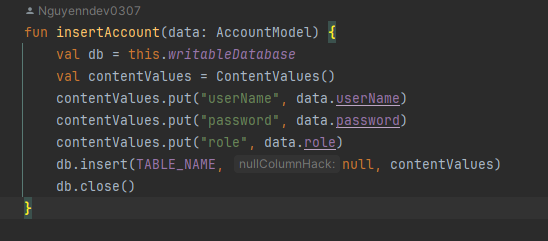 Nguyenndev0307
fun insertAccount(data: AccountModel) {
val db = this.writableDatabase
val contentValues = ContentValues()
contentValues.put("userName", data.userName)
contentValues.put("password", data.password)
contentValues.put("role", data.role)
db.insert(TABLE_NAME, nullColumnHack: null, contentValues)
db.close()
}